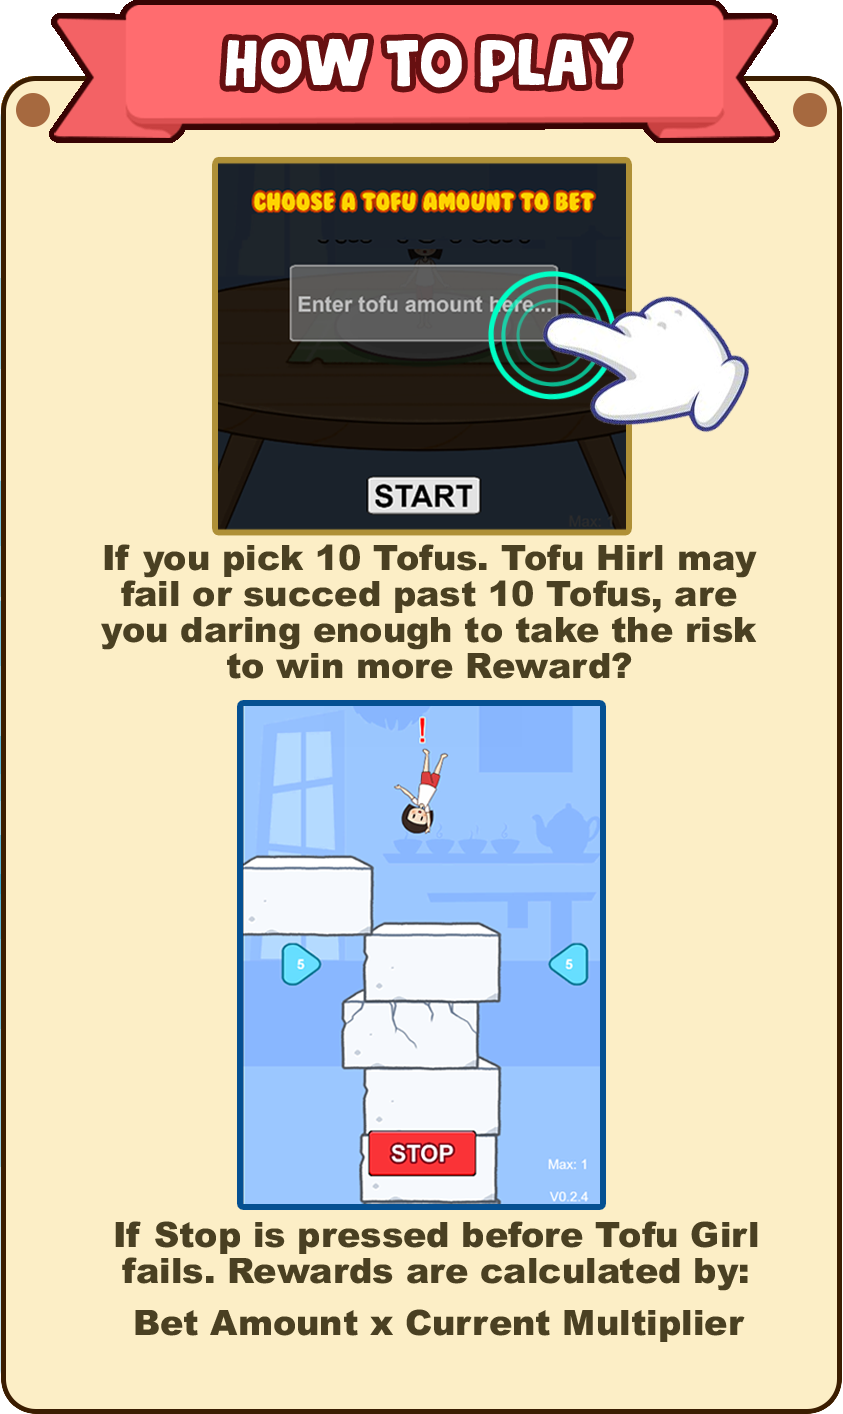 HOW TO PLAY
CHOOSE A TOFU AMOUNT TO BET
Enter tofu amount here...
START
Max: 1
If you pick 10 Tofus. Tofu Hirl may
fail or succed past 10 Tofus, are
you daring enough to take the risk
to win more Reward?
!
5
5
STOP
Max: 1
V0.2.4
If Stop is pressed before Tofu Girl
fails. Rewards are calculated by:
Bet Amount x Current Multiplier